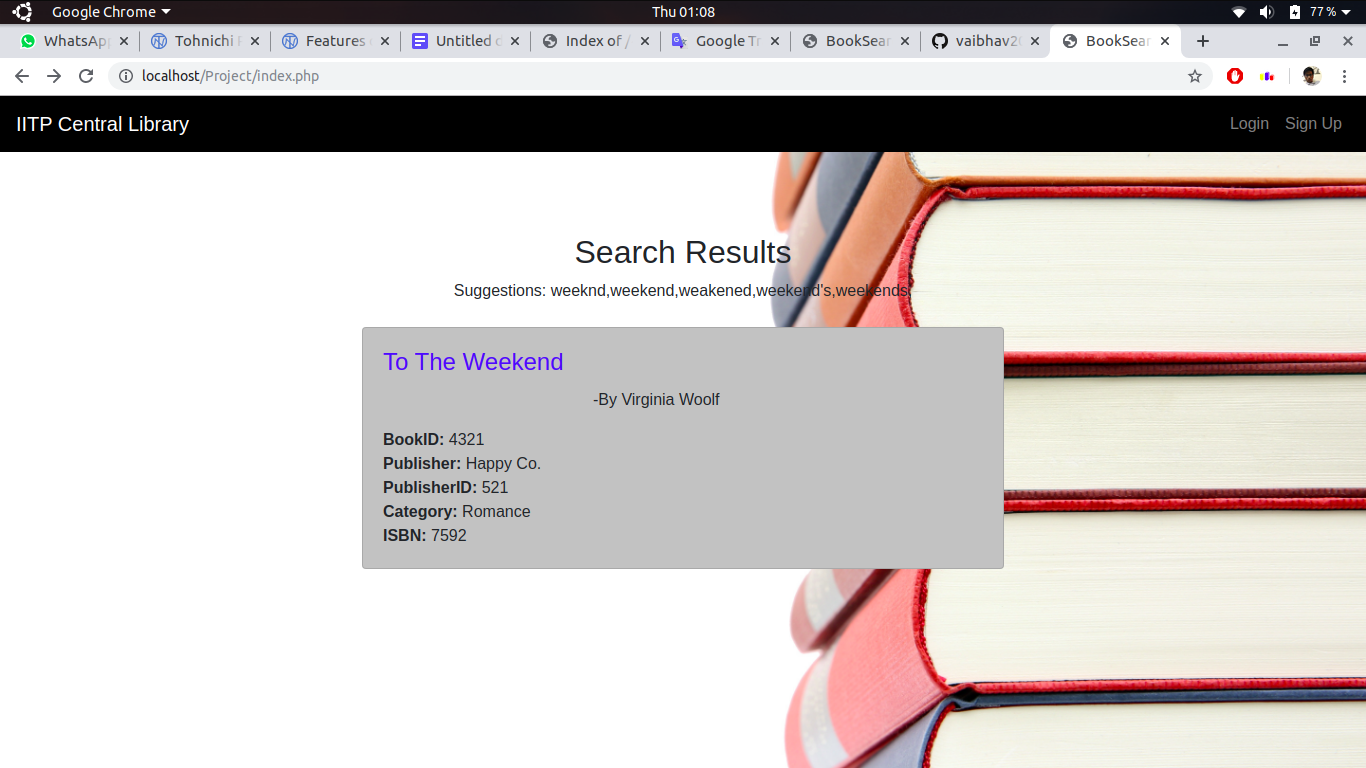 Google Chrome
Thu 01:08
77 %
WhatsApp
Tohnichi
Features
Untitled d
Index of /
Google Tr
BookSear
vaibhav20
BookSear
localhost/Project/index.php
IITP Central Library
Login
Sign Up
Search Results
Suggestions: weeknd,weekend,weakened,weekend's,weekends,
To The Weekend
-By Virginia Woolf
BookID: 4321
Publisher: Happy Co.
PublisherID: 521
Category: Romance
ISBN: 7592